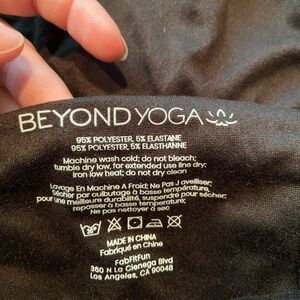 BEYOND YOGA
95% POLYESTER, 5% ELASTANE
95% POLYESTER, 5% ELASTHANNE
Machine wash cold; do not bleach;
tumble dry low, for extended use line dry;
iron low heat; do not dry clean.
Lavage En Machine A Froid; Ne Pas J averliser;
Sécher par culbutage à basse température,
pour une meilleure durabilité, suspendre pour sécher;
repasser à basse température;
Ne pas nettoyer à sec
MADE IN CHINA
Fabriqué en Chine
FabFitFun
360 N La Cienega Blvd
Los Angeles, CA 90048